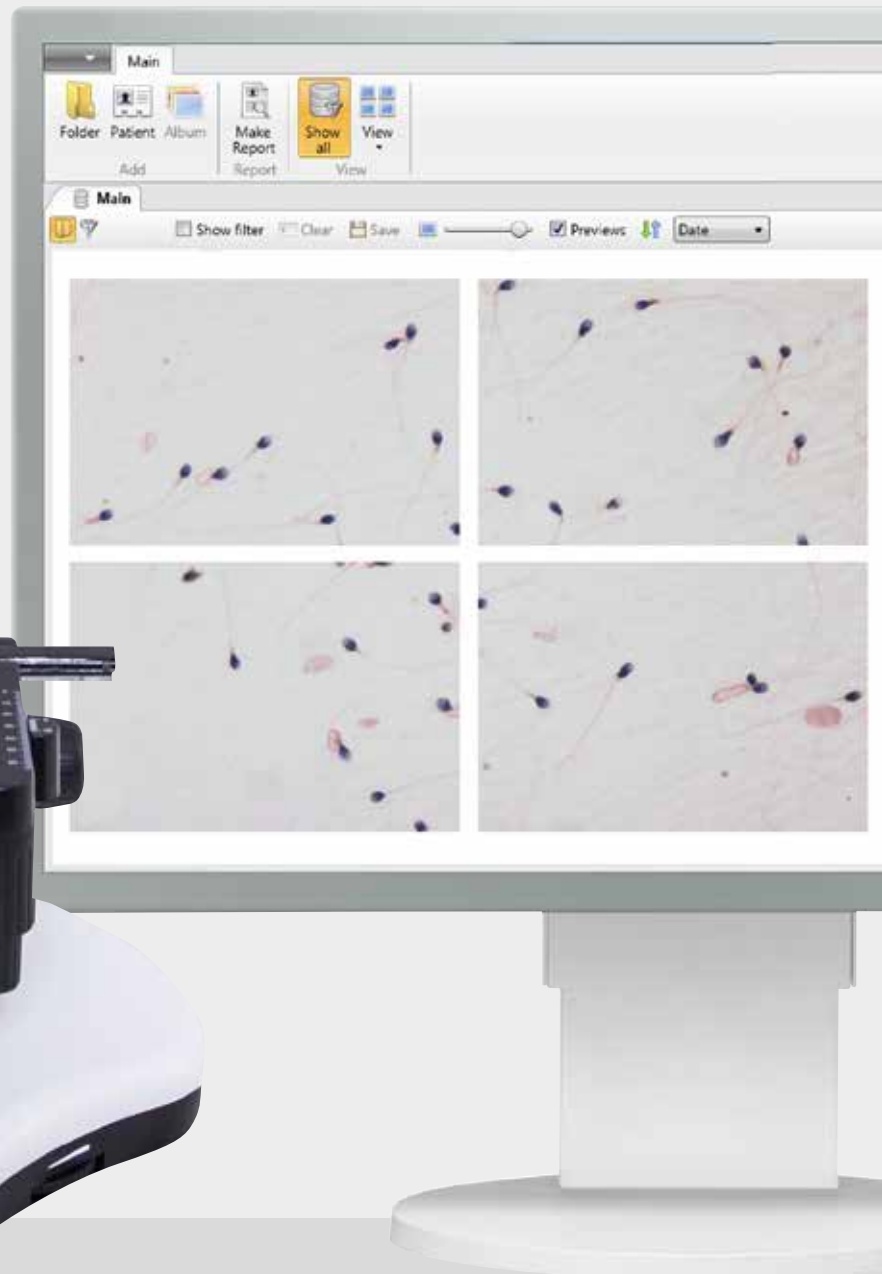 Main
Folder Patient Album Make Report Show all View
Add Report View
Main
Show filter Clear Save Previews Date